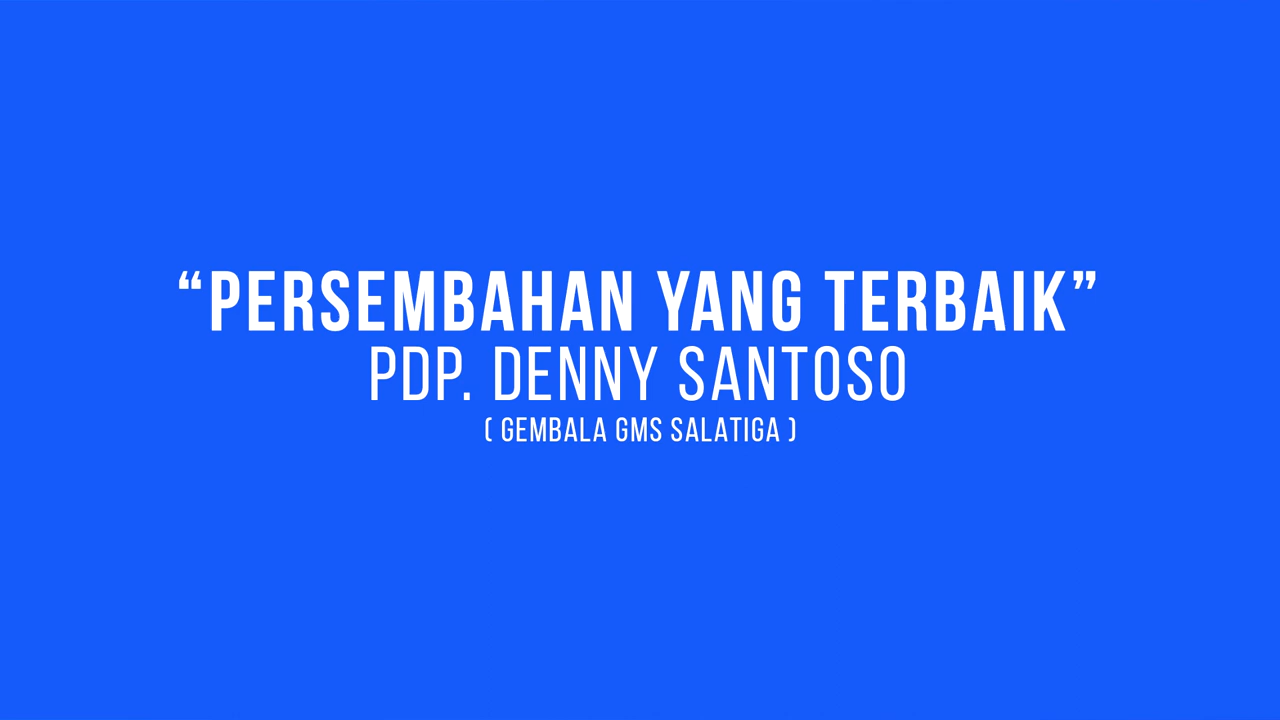 “PERSEMBAHAN YANG TERBAIK”
PDP. DENNY SANTOSO
( GEMBALA GMS SALATIGA )